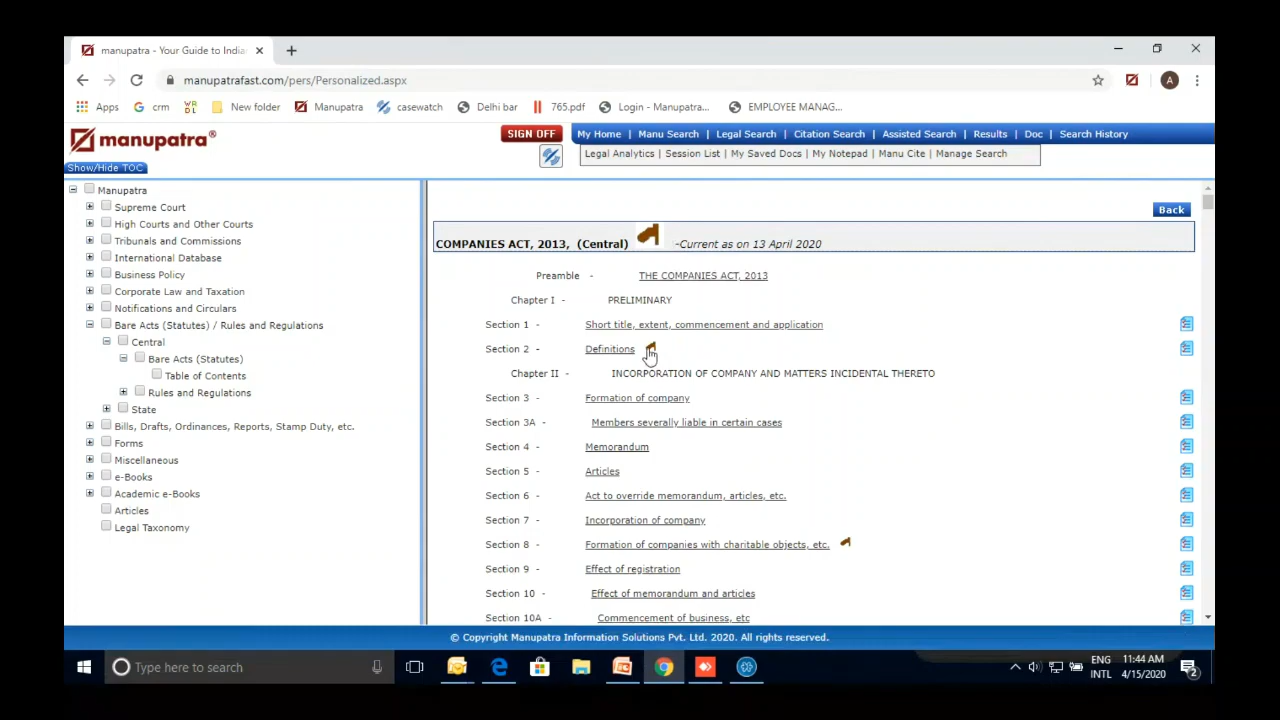 manupatra - Your Guide to India
manupatrafast.com/pers/Personalized.aspx
Apps crm New folder Manupatra casewatch Delhi bar 765.pdf Login - Manupatra... EMPLOYEE MANAG...
manupatra®
SIGN OFF
My Home | Manu Search | Legal Search | Citation Search | Assisted Search | Results | Doc | Search History
Legal Analytics | Session List | My Saved Docs | My Notepad | Manu Cite | Manage Search
Show/Hide TOC
Manupatra
Supreme Court
High Courts and Other Courts
Tribunals and Commissions
International Database
Business Policy
Corporate Law and Taxation
Notifications and Circulars
Bare Acts (Statutes) / Rules and Regulations
Central
Bare Acts (Statutes)
Table of Contents
Rules and Regulations
State
Bills, Drafts, Ordinances, Reports, Stamp Duty, etc.
Forms
Miscellaneous
e-Books
Academic e-Books
Articles
Legal Taxonomy
Back
COMPANIES ACT, 2013, (Central) -Current as on 13 April 2020
Preamble - THE COMPANIES ACT, 2013
Chapter I - PRELIMINARY
Section 1 - Short title, extent, commencement and application
Section 2 - Definitions
Chapter II - INCORPORATION OF COMPANY AND MATTERS INCIDENTAL THERETO
Section 3 - Formation of company
Section 3A - Members severally liable in certain cases
Section 4 - Memorandum
Section 5 - Articles
Section 6 - Act to override memorandum, articles, etc.
Section 7 - Incorporation of company
Section 8 - Formation of companies with charitable objects, etc.
Section 9 - Effect of registration
Section 10 - Effect of memorandum and articles
Section 10A - Commencement of business, etc
© Copyright Manupatra Information Solutions Pvt. Ltd. 2020. All rights reserved.
Type here to search
ENG
INTL
11:44 AM
4/15/2020
2